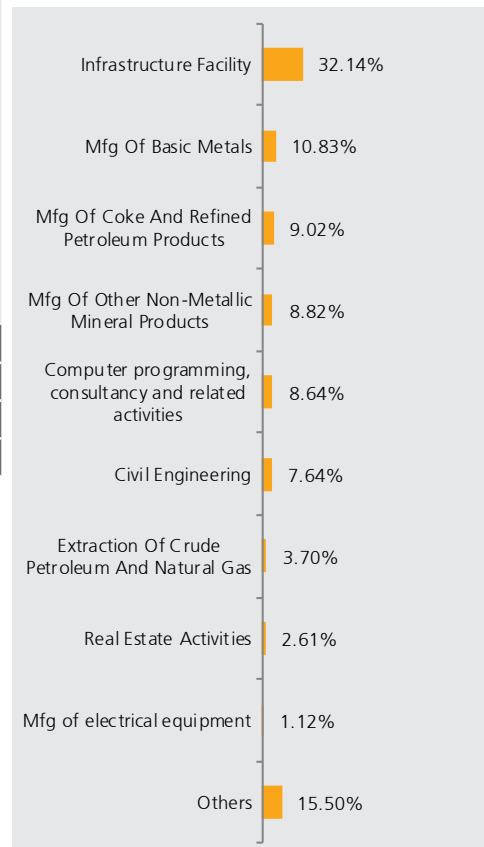 Infrastructure Facility 32.14%
Mfg Of Basic Metals 10.83%
Mfg Of Coke And Refined
Petroleum Products 9.02%
Mfg Of Other Non-Metallic
Mineral Products 8.82%
Computer programming,
consultancy and related
activities 8.64%
Civil Engineering 7.64%
Extraction Of Crude
Petroleum And Natural Gas 3.70%
Real Estate Activities 2.61%
Mfg of electrical equipment 1.12%
Others 15.50%